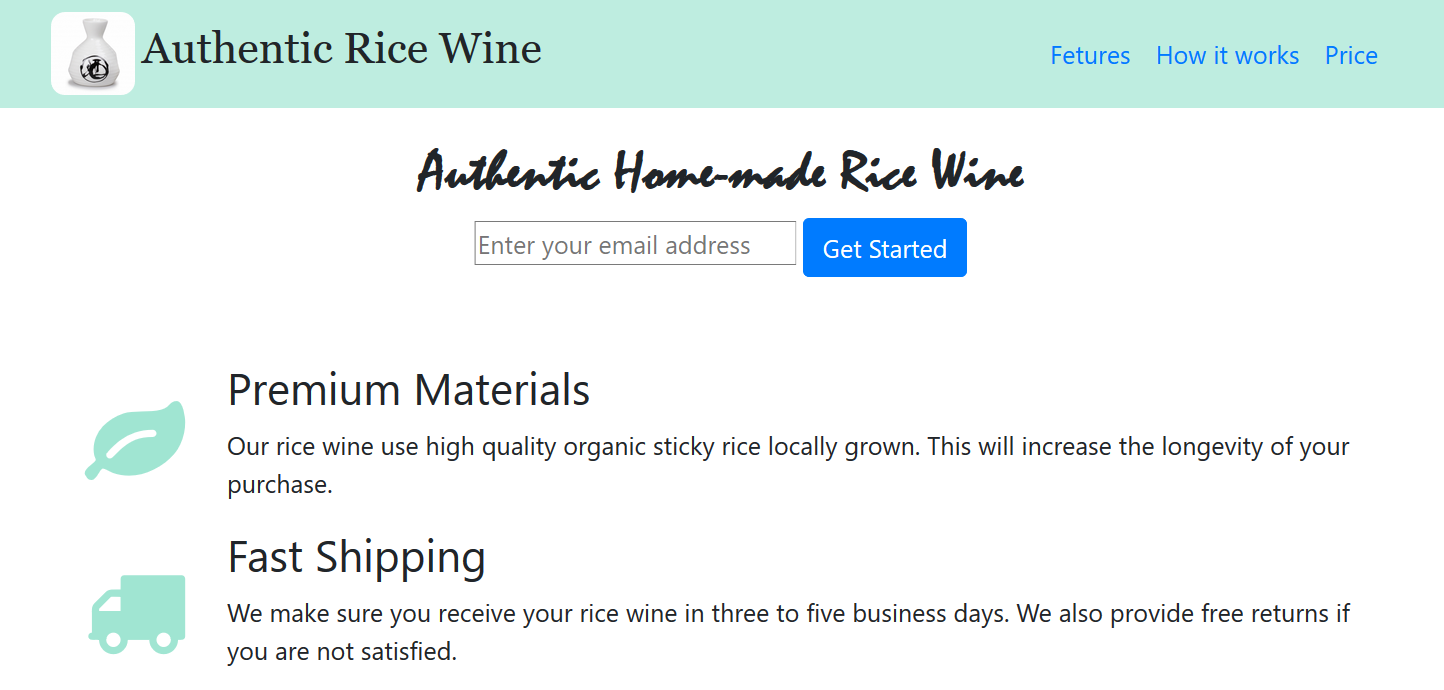 Authentic Rice Wine
Fetures How it works Price
Authentic Home-made Rice Wine
Enter your email address Get Started
Premium Materials
Our rice wine use high quality organic sticky rice locally grown. This will increase the longevity of your
purchase.
Fast Shipping
We make sure you receive your rice wine in three to five business days. We also provide free returns if
you are not satisfied.